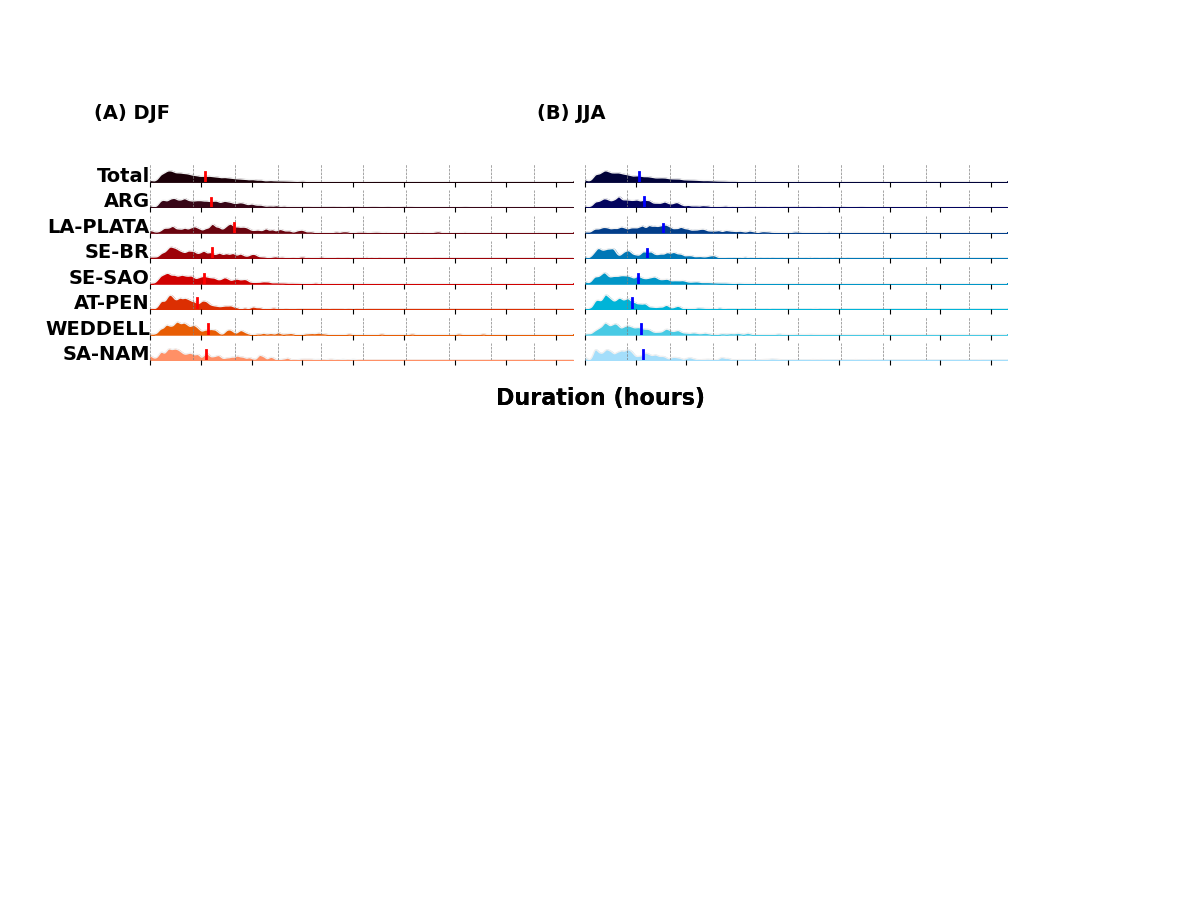 (A) DJF
(B) JJA
Total
ARG
LA-PLATA
SE-BR
SE-SAO
AT-PEN
WEDDELL
SA-NAM
Duration (hours)